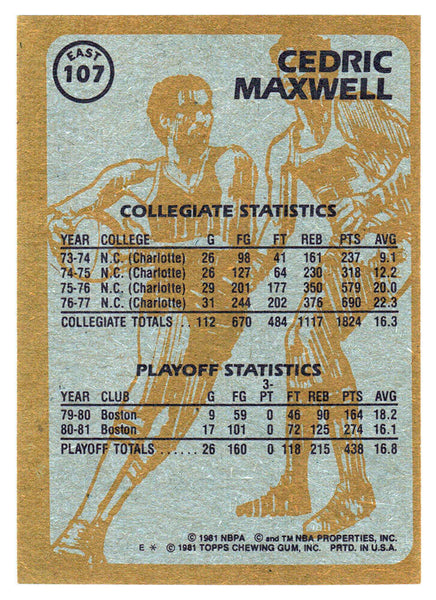 EAST
107
CEDRIC
MAXWELL
COLLEGIATE STATISTICS
YEAR COLLEGE G FG FT REB PTS AVG
73-74 N.C. (Charlotte) 26 98 41 161 237 9.1
74-75 N.C. (Charlotte) 26 127 64 230 318 12.2
75-76 N.C. (Charlotte) 29 201 177 350 579 20.0
76-77 N.C. (Charlotte) 31 244 202 376 690 22.3
COLLEGIATE TOTALS .. 112 670 484 1117 1824 16.3
PLAYOFF STATISTICS
YEAR CLUB G FG 3-PT FT REB PTS AVG
79-80 Boston 9 59 0 46 90 164 18.2
80-81 Boston 17 101 0 72 125 274 16.1
PLAYOFF TOTALS .... 26 160 0 118 215 438 16.8
© 1981 NBPA © and TM NBA PROPERTIES, INC.
E * © 1981 TOPPS CHEWING GUM, INC. PRTD. IN U.S.A.